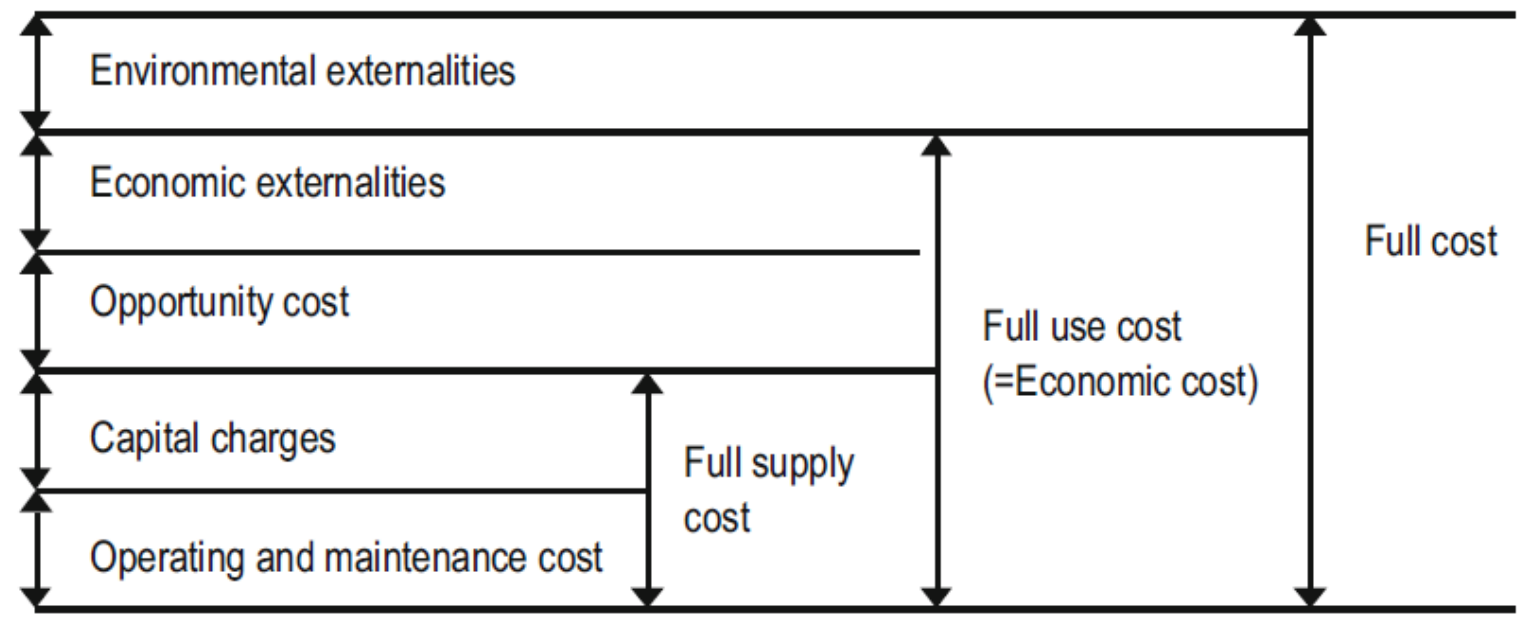 Environmental externalities
Economic externalities
Opportunity cost
Capital charges
Operating and maintenance cost
Full supply
cost
Full use cost
(=Economic cost)
Full cost